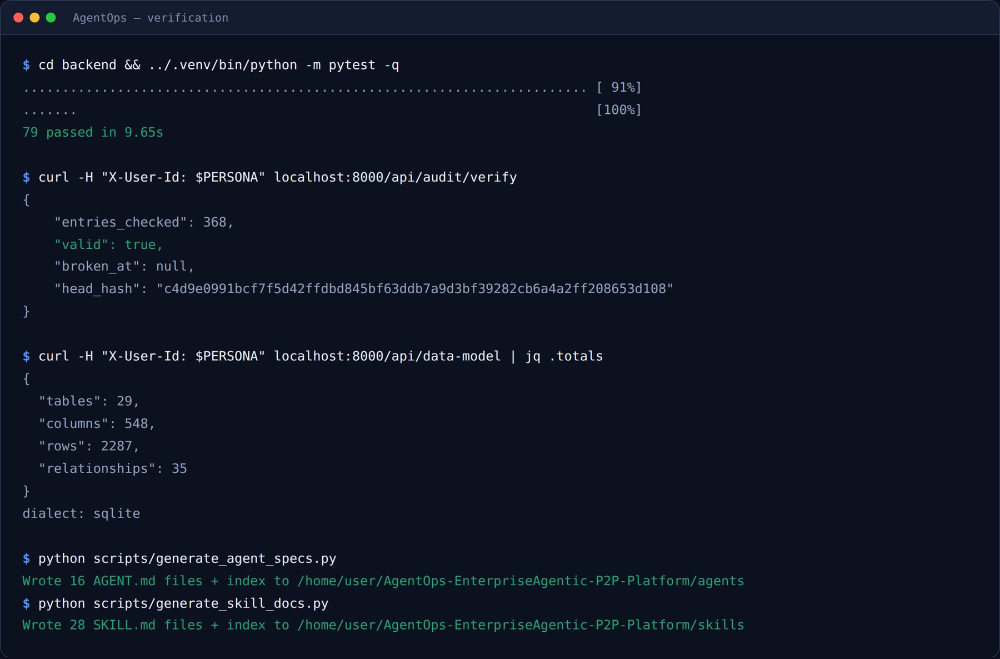 AgentOps — verification
$ cd backend && ../.venv/bin/python -m pytest -q
........................................................................ [ 91%]
....... [100%]
79 passed in 9.65s
$ curl -H "X-User-Id: $PERSONA" localhost:8000/api/audit/verify
{
    "entries_checked": 368,
    "valid": true,
    "broken_at": null,
    "head_hash": "c4d9e0991bcf7f5d42ffdbd845bf63ddb7a9d3bf39282cb6a4a2ff208653d108"
}
$ curl -H "X-User-Id: $PERSONA" localhost:8000/api/data-model | jq .totals
{
  "tables": 29,
  "columns": 548,
  "rows": 2287,
  "relationships": 35
}
dialect: sqlite
$ python scripts/generate_agent_specs.py
Wrote 16 AGENT.md files + index to /home/user/AgentOps-EnterpriseAgentic-P2P-Platform/agents
$ python scripts/generate_skill_docs.py
Wrote 28 SKILL.md files + index to /home/user/AgentOps-EnterpriseAgentic-P2P-Platform/skills